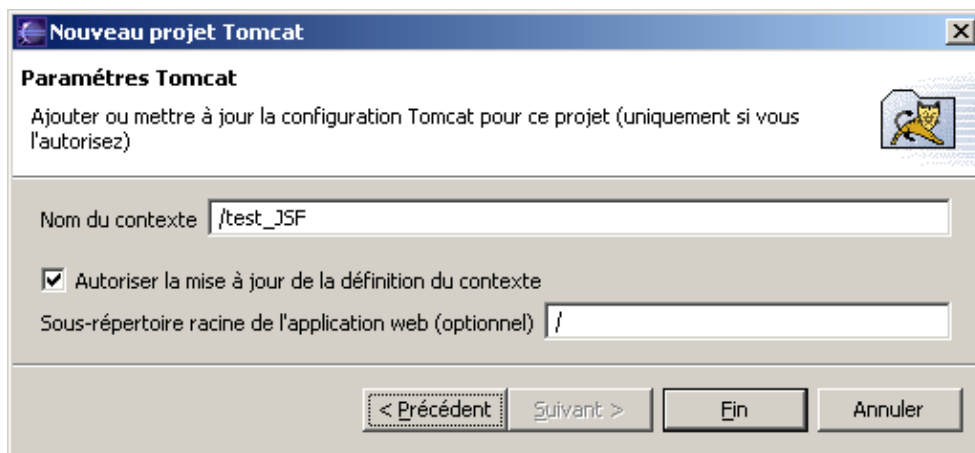 Nouveau projet Tomcat
Paramétres Tomcat
Ajouter ou mettre à jour la configuration Tomcat pour ce projet (uniquement si vous
l'autorisez)
Nom du contexte /test_JSF
Autoriser la mise à jour de la définition du contexte
Sous-répertoire racine de l'application web (optionnel) /
< Précédent Suivant > Fin Annuler